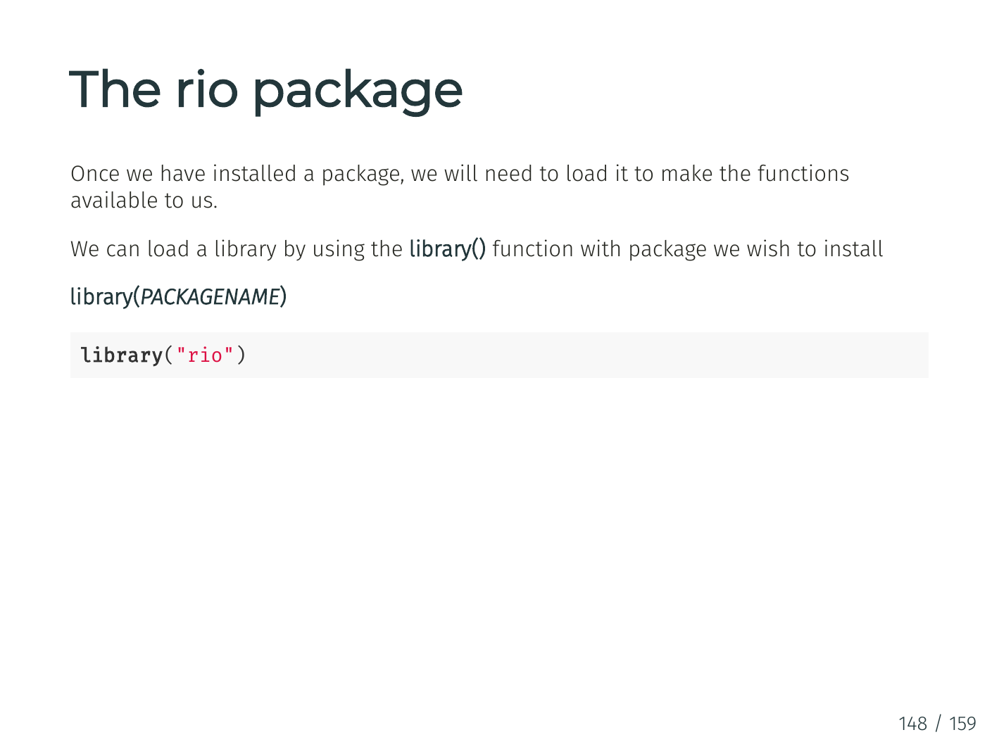 The rio package
Once we have installed a package, we will need to load it to make the functions
available to us.
We can load a library by using the library() function with package we wish to install
library(PACKAGENAME)
library("rio")
148 / 159